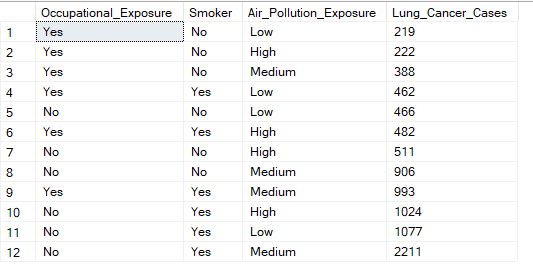 Occupational_Exposure Smoker Air_Pollution_Exposure Lung_Cancer_Cases
1 Yes No Low 219
2 Yes No High 222
3 Yes No Medium 388
4 Yes Yes Low 462
5 No No Low 466
6 Yes Yes High 482
7 No No High 511
8 No No Medium 906
9 Yes Yes Medium 993
10 No Yes High 1024
11 No Yes Low 1077
12 No Yes Medium 2211